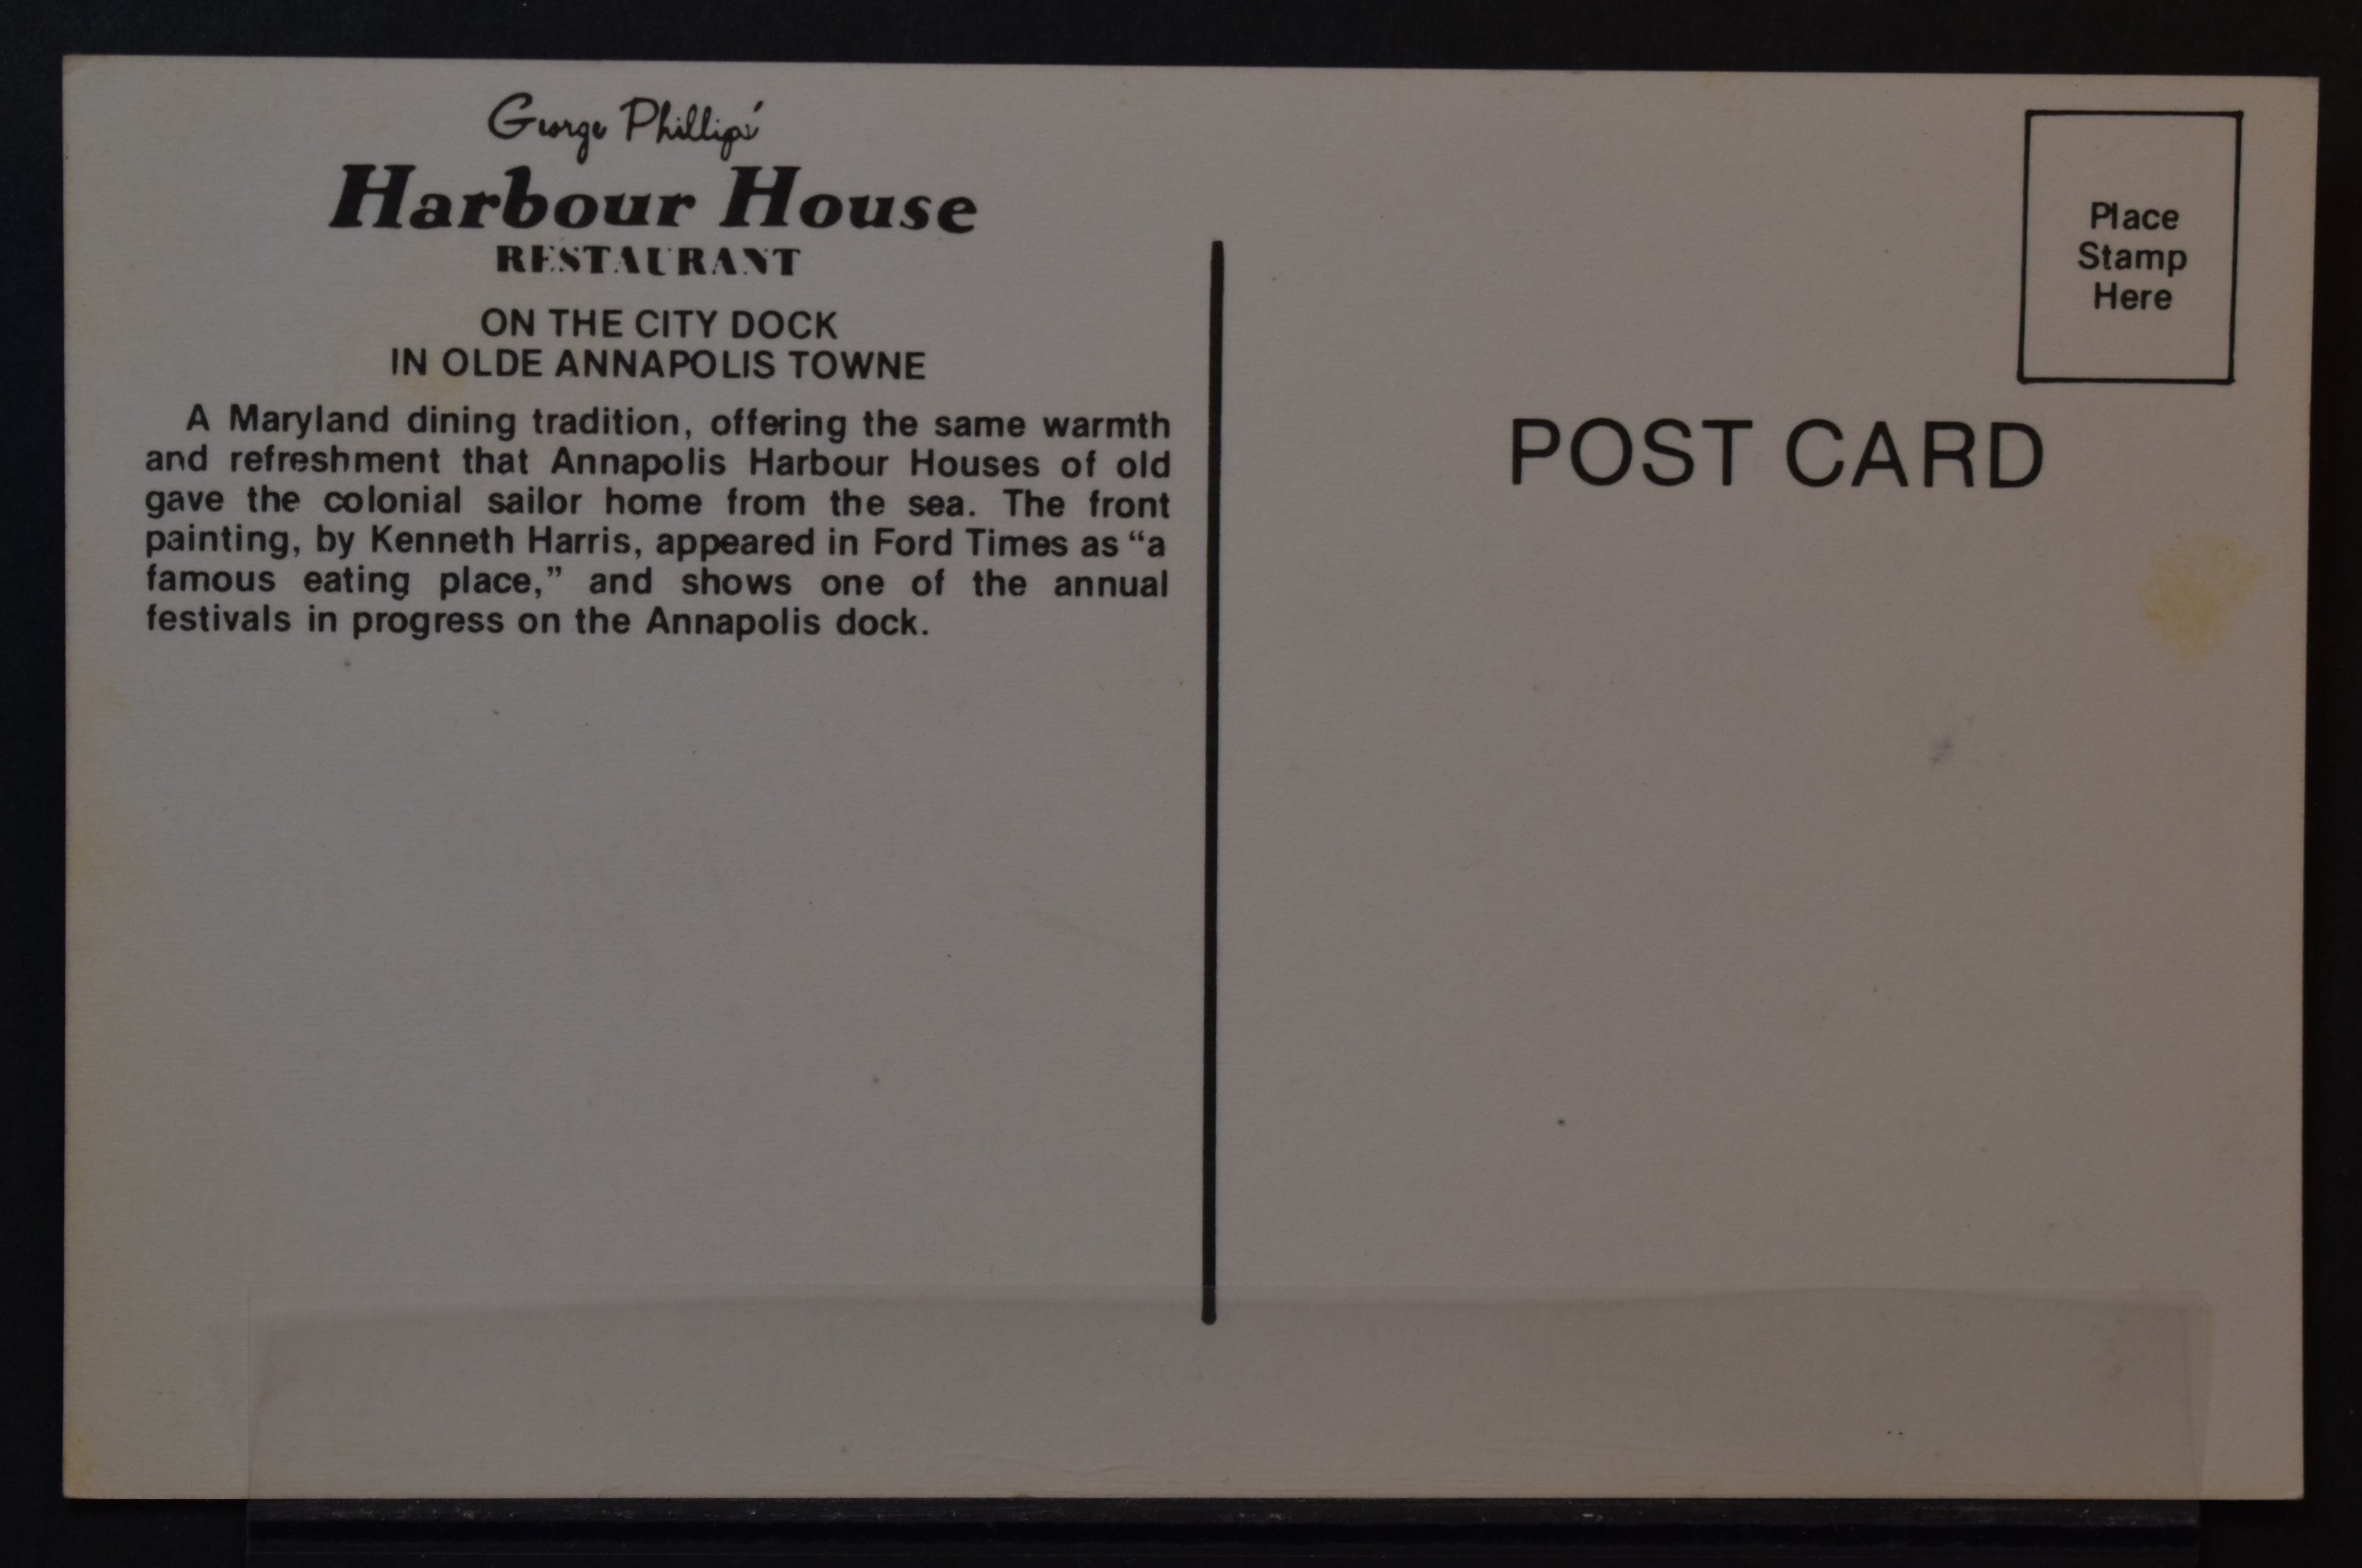 George Phillips'
Harbour House
RESTAURANT
ON THE CITY DOCK
IN OLDE ANNAPOLIS TOWNE
A Maryland dining tradition, offering the same warmth
and refreshment that Annapolis Harbour Houses of old
gave the colonial sailor home from the sea. The front
painting, by Kenneth Harris, appeared in Ford Times as “a
famous eating place,” and shows one of the annual
festivals in progress on the Annapolis dock.
Place
Stamp
Here
POST CARD